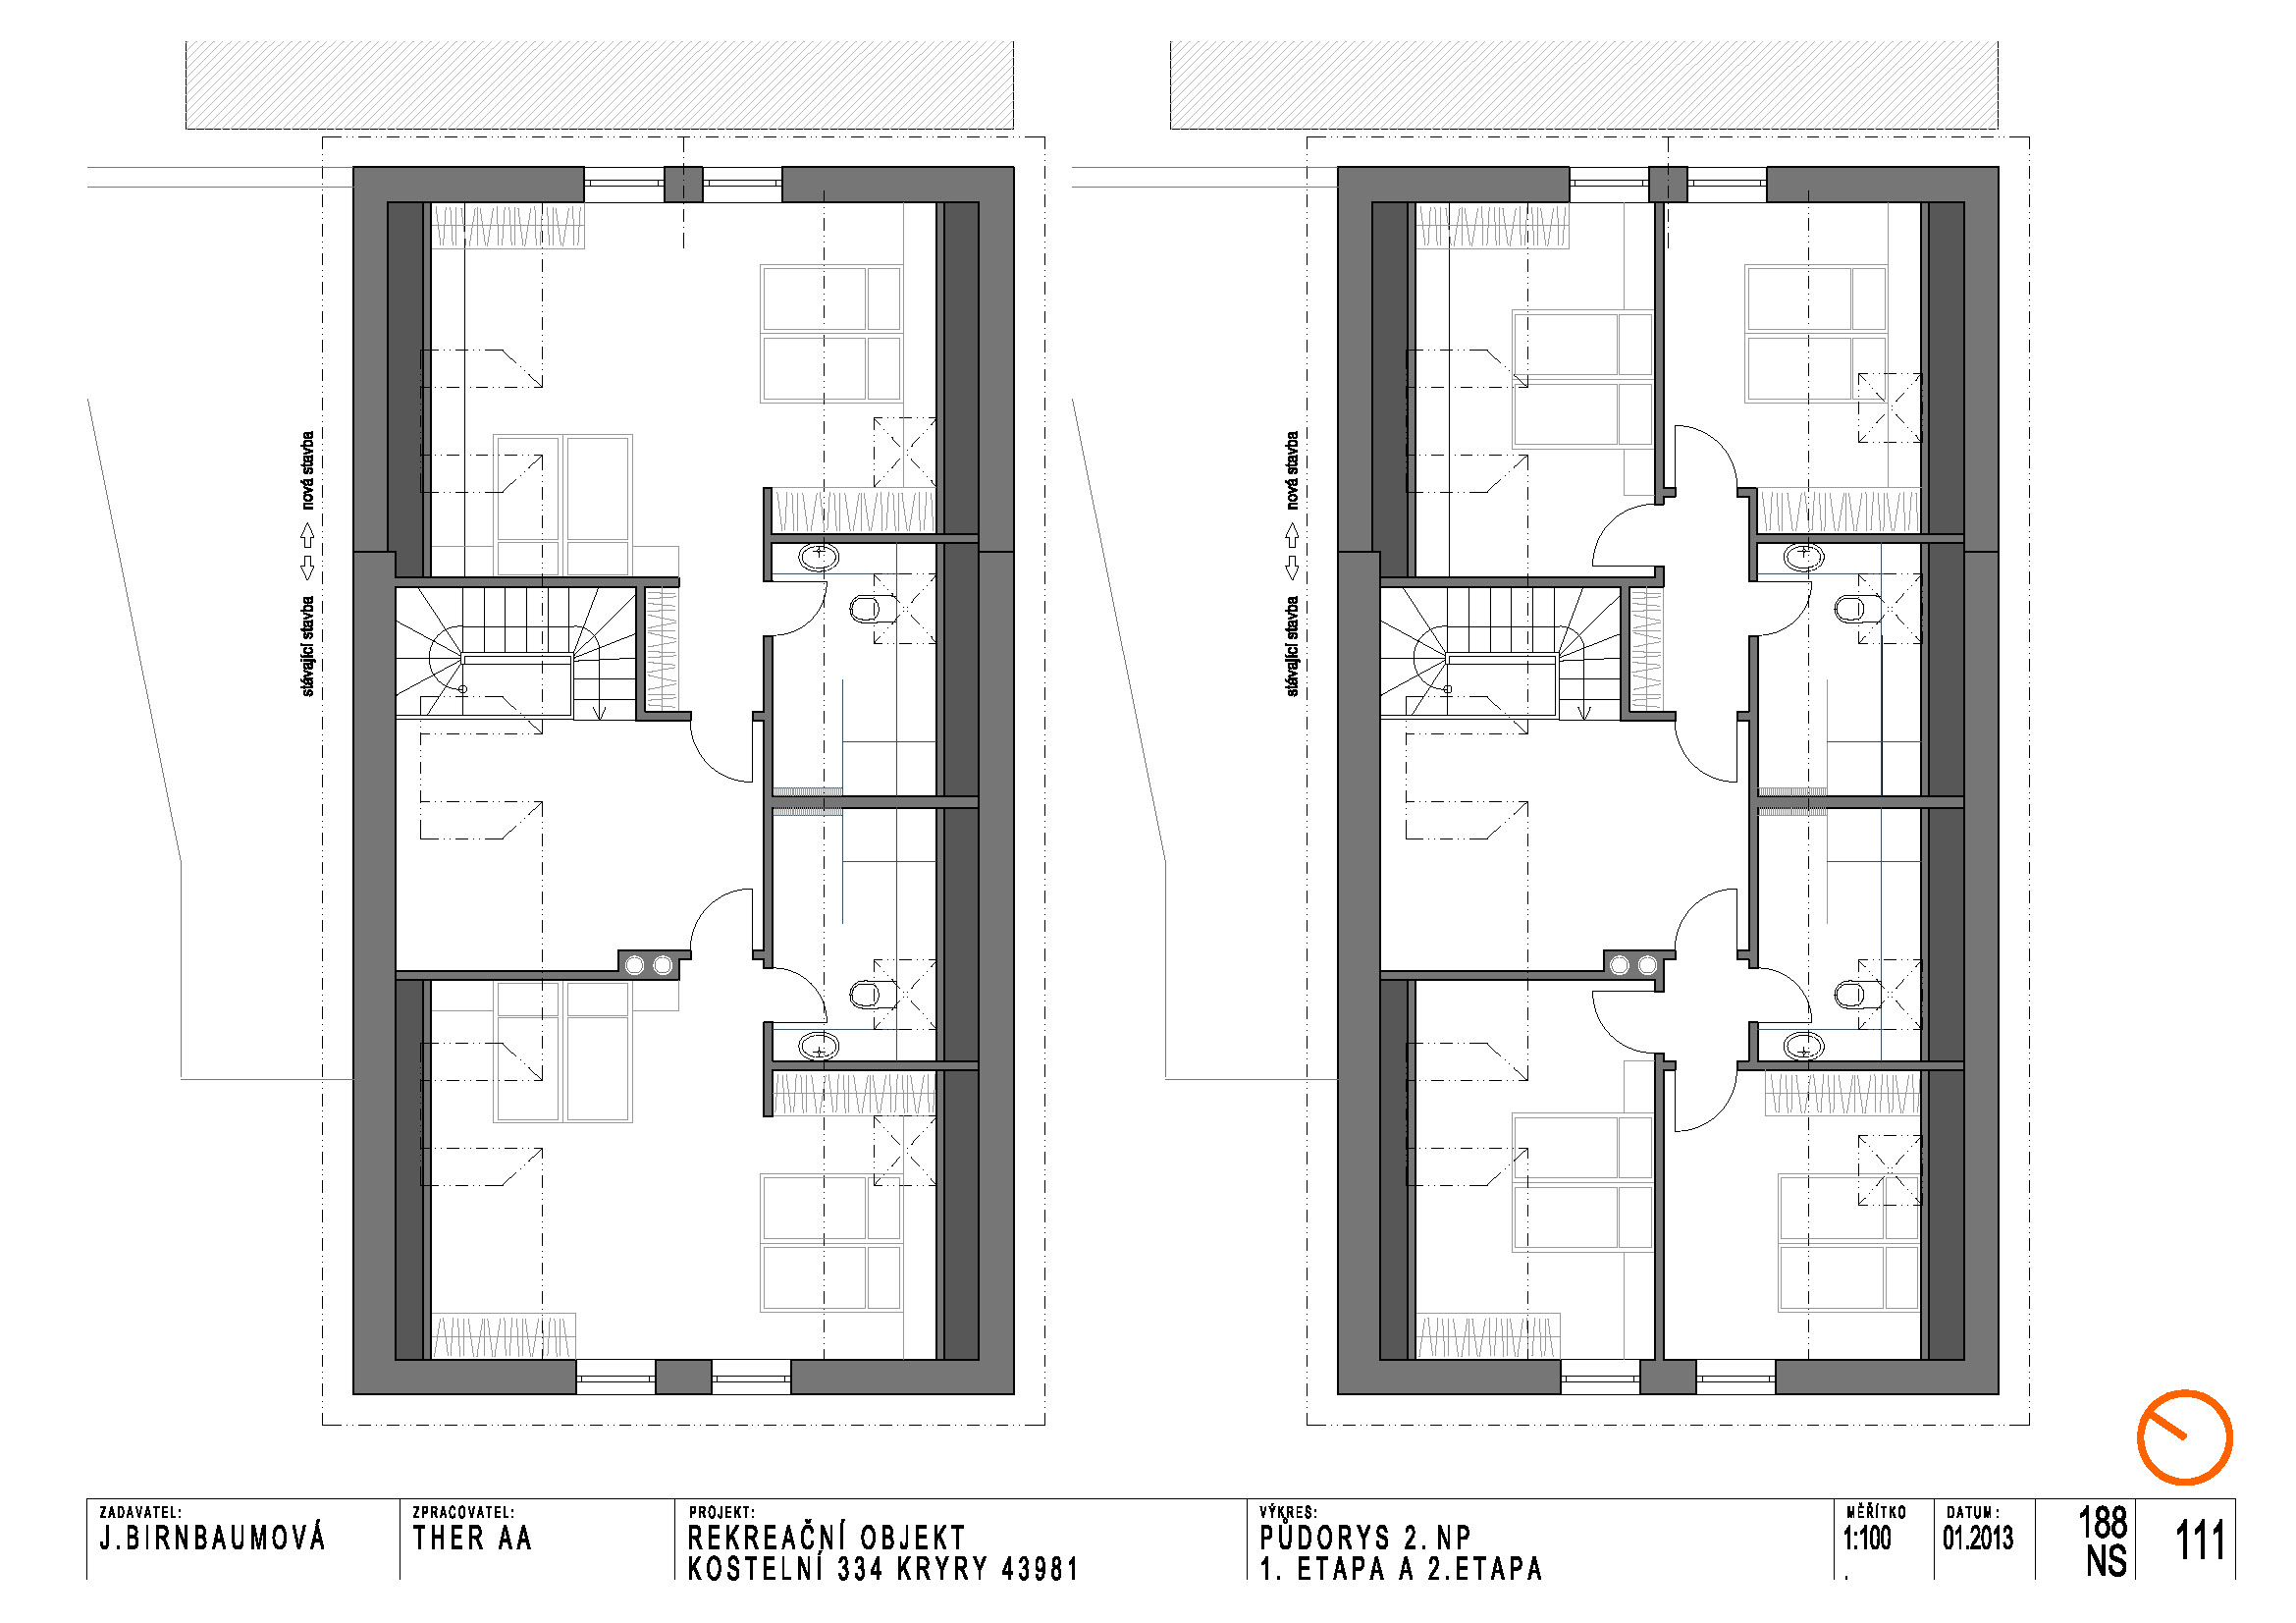 nová stavba
stávající stavba
nová stavba
stávající stavba
ZADAVATEL:
J.BIRNBAUMOVÁ
ZPRACOVATEL:
THER AA
PROJEKT:
REKREAČNÍ OBJEKT
KOSTELNÍ 334 KRYRY 43981
VÝKRES:
PŮDORYS 2. NP
1. ETAPA A 2.ETAPA
MĚŘÍTKO
1:100
.
DATUM:
01.2013
188
NS
111